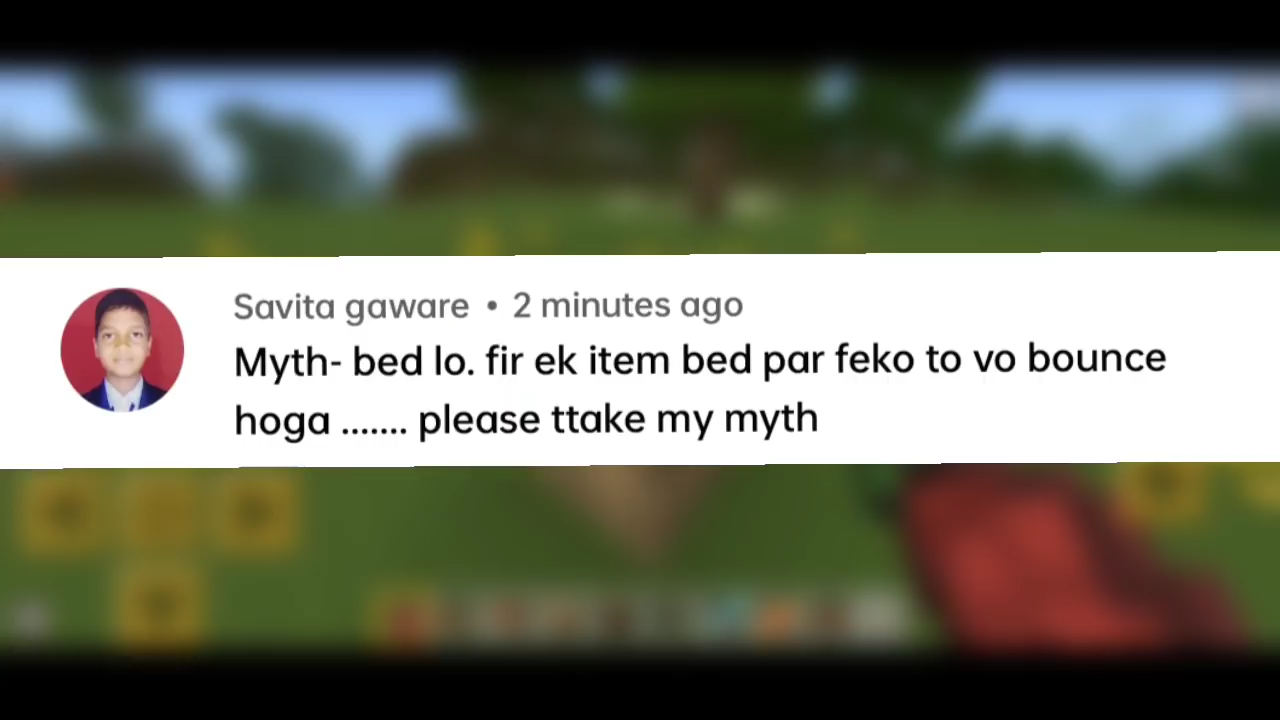 Savita gaware • 2 minutes ago
Myth- bed lo. fir ek item bed par feko to vo bounce
hoga ....... please ttake my myth